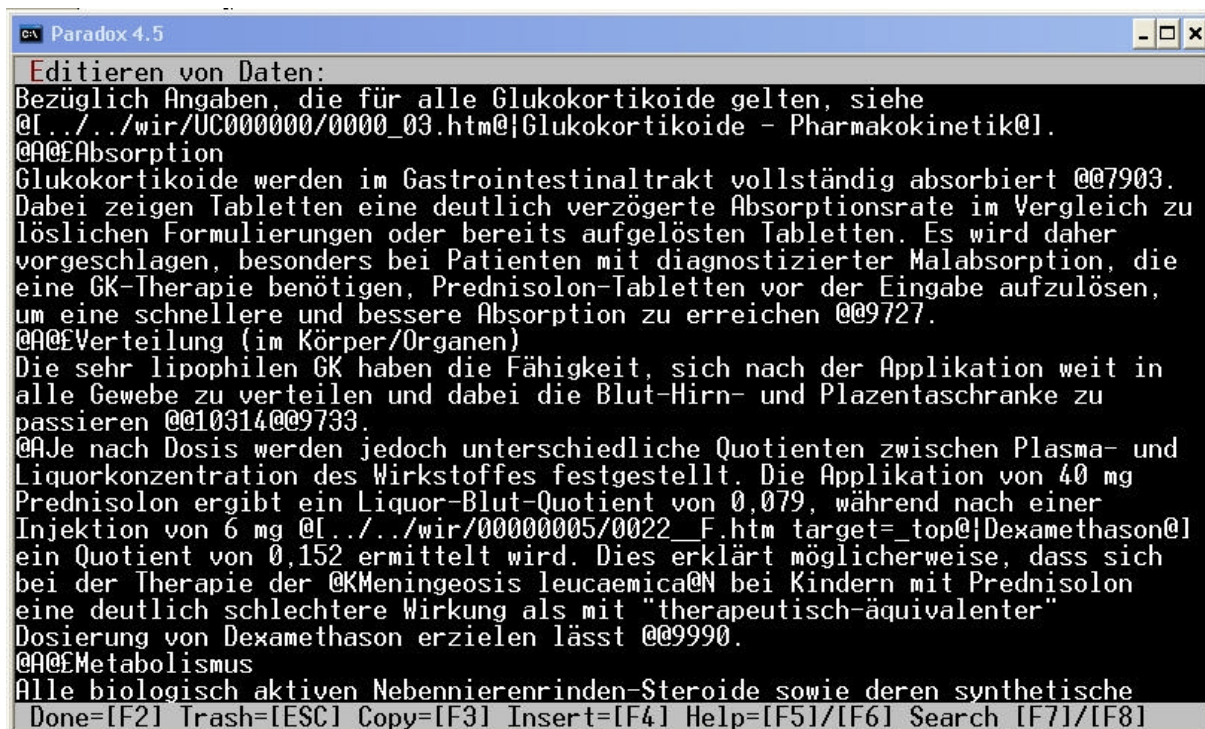 Paradox 4.5
Editieren von Daten:
Bezüglich Angaben, die für alle Glukokortikoide gelten, siehe
@[../../wir/UC000000/0000_03.htm@¦Glukokortikoide - Pharmakokinetik@].
@A@£Absorption
Glukokortikoide werden im Gastrointestinaltrakt vollständig absorbiert @@7903.
Dabei zeigen Tabletten eine deutlich verzögerte Absorptionsrate im Vergleich zu
löslichen Formulierungen oder bereits aufgelösten Tabletten. Es wird daher
vorgeschlagen, besonders bei Patienten mit diagnostizierter Malabsorption, die
eine GK-Therapie benötigen, Prednisolon-Tabletten vor der Eingabe aufzulösen,
um eine schnellere und bessere Absorption zu erreichen @@9727.
@A@£Verteilung (im Körper/Organen)
Die sehr lipophilen GK haben die Fähigkeit, sich nach der Applikation weit in
alle Gewebe zu verteilen und dabei die Blut-Hirn- und Plazentaschranke zu
passieren @@10314@@9733.
@AJe nach Dosis werden jedoch unterschiedliche Quotienten zwischen Plasma- und
Liquorkonzentration des Wirkstoffes festgestellt. Die Applikation von 40 mg
Prednisolon ergibt ein Liquor-Blut-Quotient von 0,079, während nach einer
Injektion von 6 mg @[../../wir/00000005/0022__F.htm target=_top@¦Dexamethason@]
ein Quotient von 0,152 ermittelt wird. Dies erklärt möglicherweise, dass sich
bei der Therapie der @KMeningeosis leucaemica@N bei Kindern mit Prednisolon
eine deutlich schlechtere Wirkung als mit "therapeutisch-äquivalenter"
Dosierung von Dexamethason erzielen lässt @@9990.
@A@£Metabolismus
Alle biologisch aktiven Nebennierenrinden-Steroide sowie deren synthetische
Done=[F2] Trash=[ESC] Copy=[F3] Insert=[F4] Help=[F5]/[F6] Search [F7]/[F8]